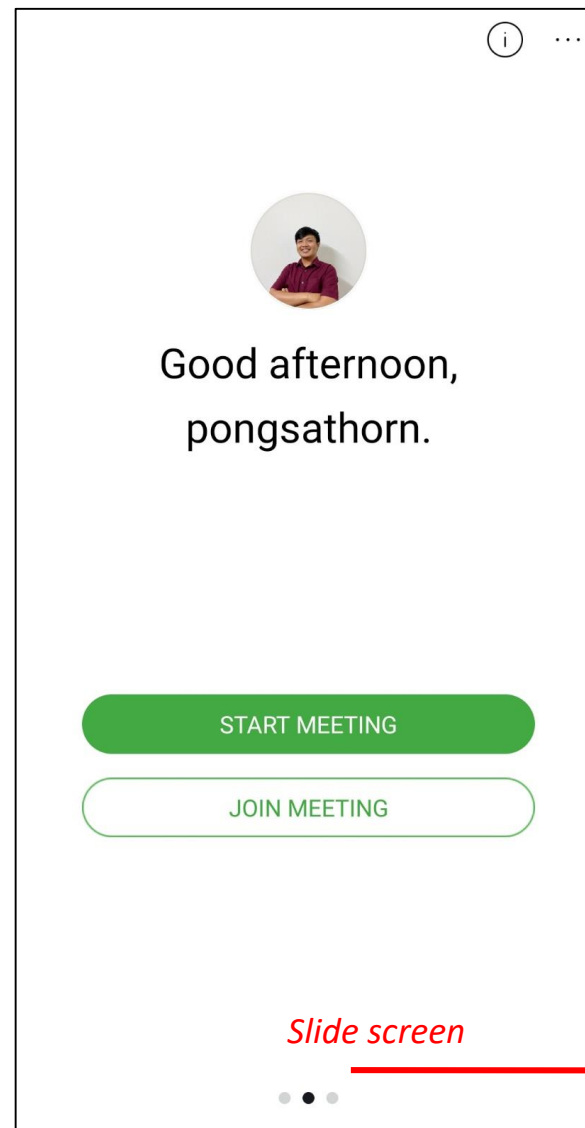 i ...
Good afternoon,
pongsathorn.
START MEETING
JOIN MEETING
Slide screen